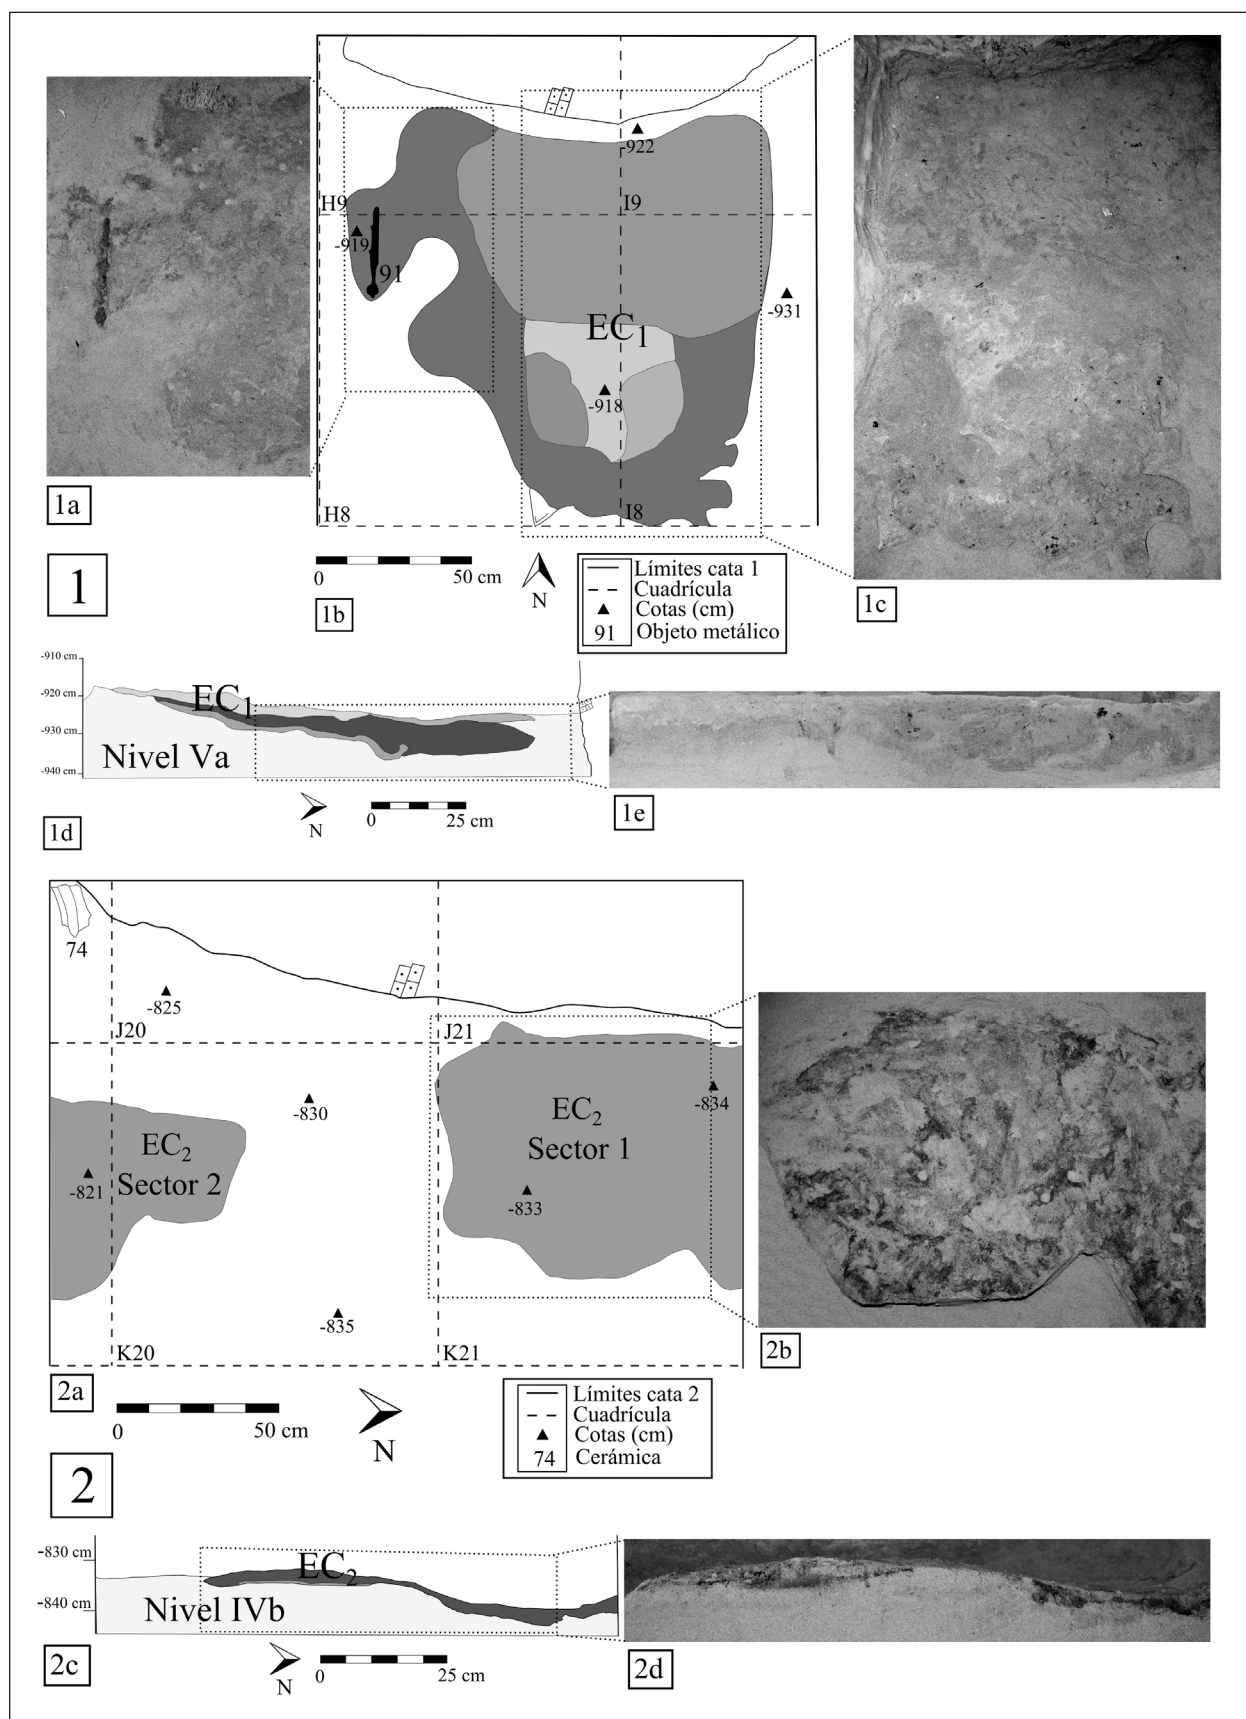 -922
H9
I9
-919
91
-931
EC1
-918
H8
I8
1a
1
0
50 cm
1b
N
Límites cata 1
Cuadrícula
Cotas (cm)
91 Objeto metálico
1c
-910 cm
-920 cm
-930 cm
-940 cm
EC1
Nivel Va
1d
N
0
25 cm
1e
74
-825
J20
J21
-830
-834
EC2
Sector 1
EC2
Sector 2
-821
-833
-835
K20
K21
2a
0
50 cm
N
Límites cata 2
Cuadrícula
Cotas (cm)
74 Cerámica
2b
2
-830 cm
-840 cm
EC2
Nivel IVb
2c
N
0
25 cm
2d